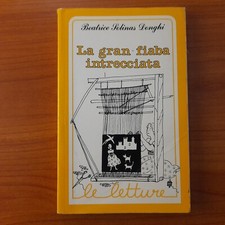 Beatrice Solinas Donghi
La gran fiaba
intrecciata
le letture